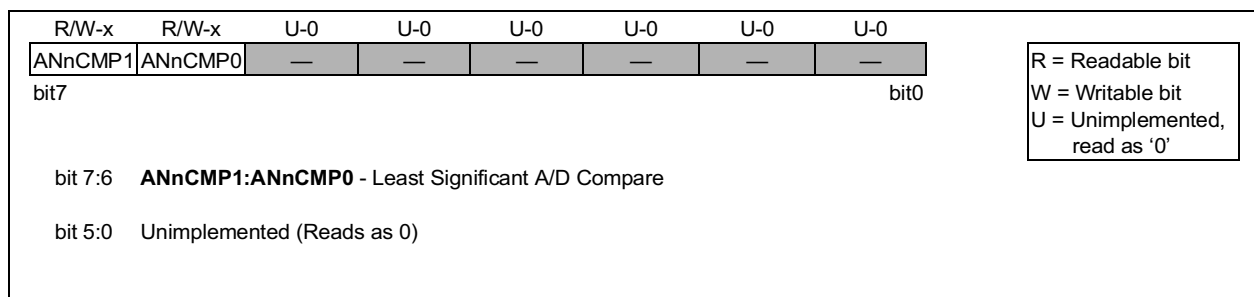 R/W-x R/W-x U-0 U-0 U-0 U-0 U-0 U-0
ANnCMP1 ANnCMP0 — — — — — —
bit7 bit0
R = Readable bit
W = Writable bit
U = Unimplemented,
read as ‘0’
bit 7:6 ANnCMP1:ANnCMP0 - Least Significant A/D Compare
bit 5:0 Unimplemented (Reads as 0)